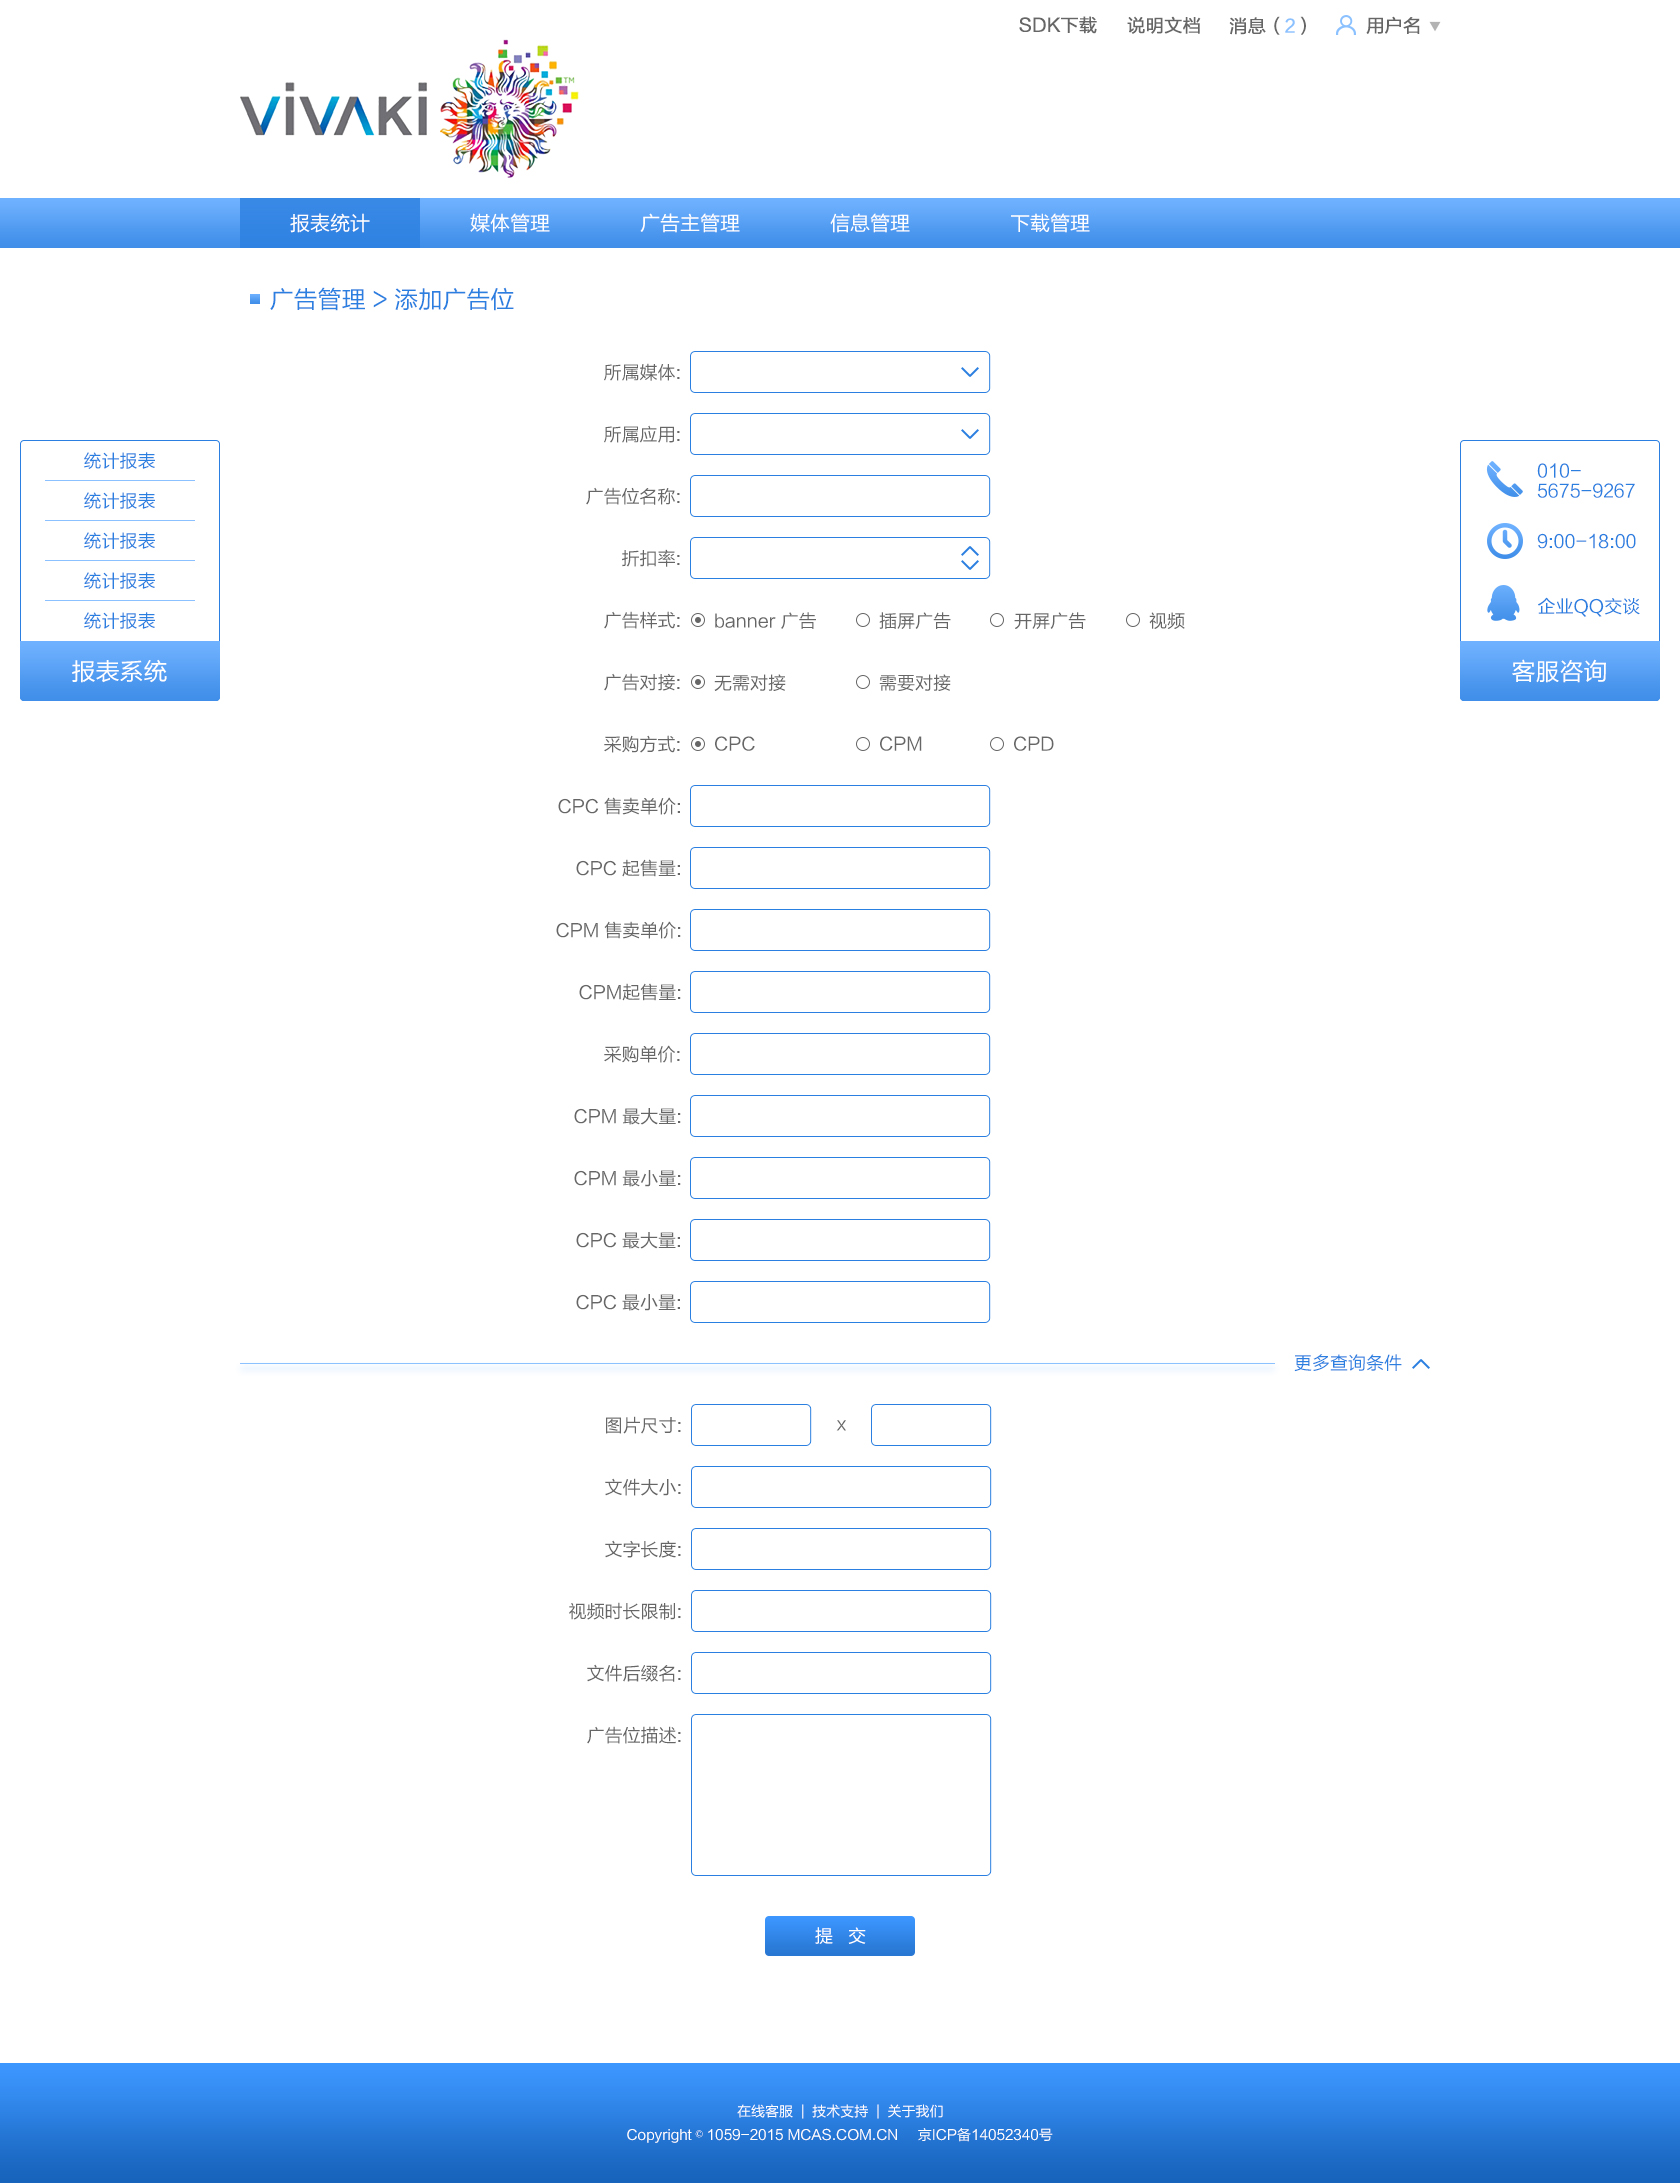 SDK下载 说明文档 消息 ( 2 ) 用户名
vivaki TM
报表统计 媒体管理 广告主管理 信息管理 下载管理
广告管理 > 添加广告位
所属媒体:
所属应用:
广告位名称:
折扣率:
广告样式: banner 广告 插屏广告 开屏广告 视频
广告对接: 无需对接 需要对接
采购方式: CPC CPM CPD
CPC 售卖单价:
CPC 起售量:
CPM 售卖单价:
CPM起售量:
采购单价:
CPM 最大量:
CPM 最小量:
CPC 最大量:
CPC 最小量:
统计报表
统计报表
统计报表
统计报表
统计报表
报表系统
010-
5675-9267
9:00-18:00
企业QQ交谈
客服咨询
更多查询条件
图片尺寸: x
文件大小:
文字长度:
视频时长限制:
文件后缀名:
广告位描述:
提 交
在线客服 | 技术支持 | 关于我们
Copyright © 1059-2015 MCAS.COM.CN 京ICP备14052340号